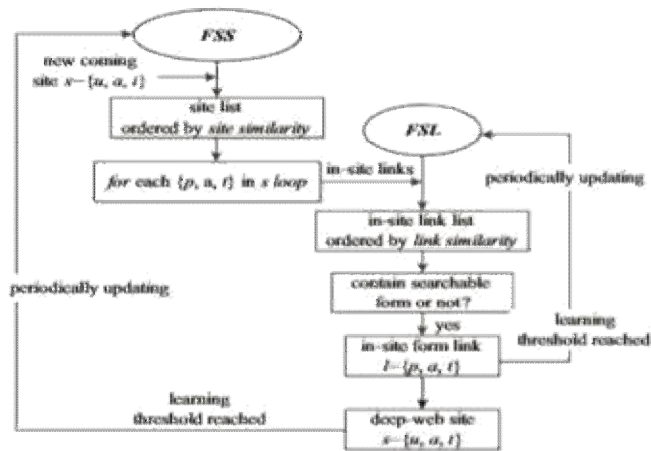 FSS
new coming
site s={u, a, t}
site list
ordered by site similarity
FSL
for each {p, a, t} in s loop
in-site links
periodically updating
in-site link list
ordered by link similarity
periodically updating
contain searchable
form or not?
yes
learning
threshold reached
in-site form link
l={p, a, t}
learning
threshold reached
deep-web site
s={u, a, t}